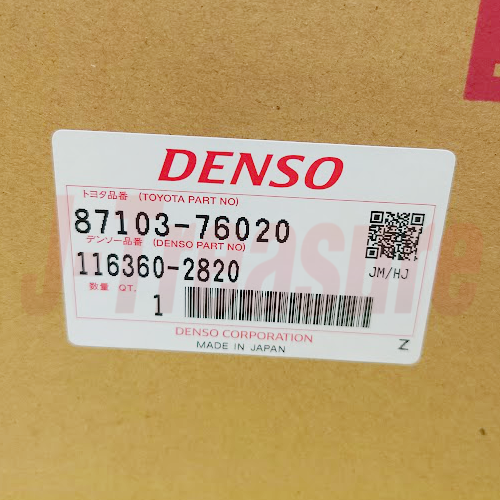 DENSO
トヨタ品番 (TOYOTA PART NO)
87103-76020
デンソー品番 (DENSO PART NO)
116360-2820
JM/HJ
数量 QT.
1
DENSO CORPORATION
MADE IN JAPAN
Z